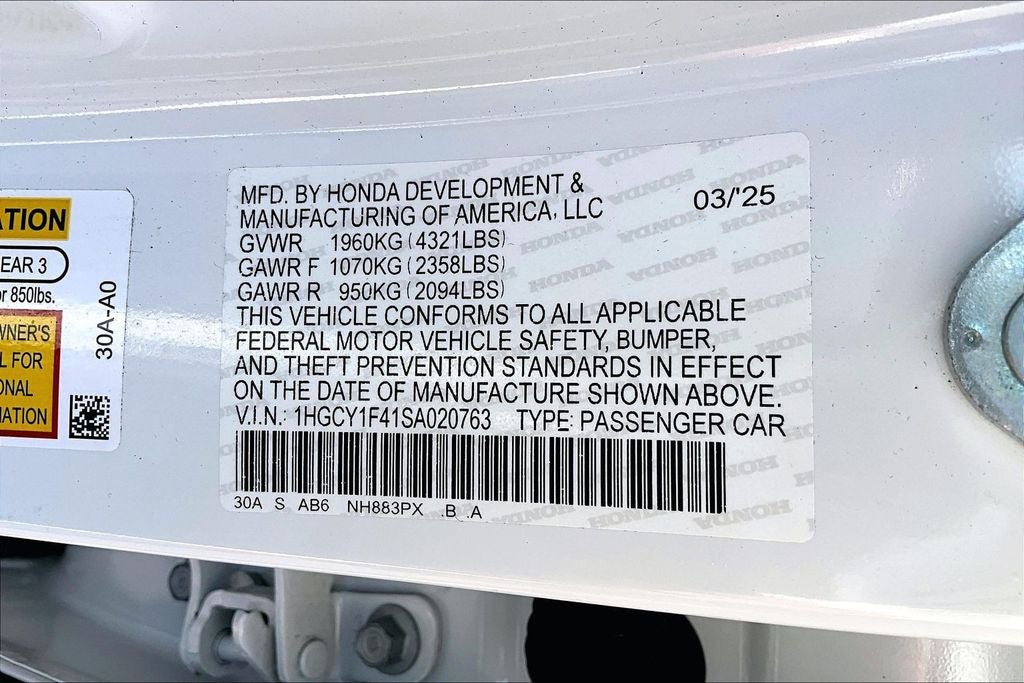 ATION
EAR 3
or 850lbs.
WNER'S
L FOR
ONAL
MATION
30A-A0
MFD. BY HONDA DEVELOPMENT &
MANUFACTURING OF AMERICA, LLC
03/'25
GVWR 1960KG (4321LBS)
GAWR F 1070KG (2358LBS)
GAWR R 950KG (2094LBS)
THIS VEHICLE CONFORMS TO ALL APPLICABLE
FEDERAL MOTOR VEHICLE SAFETY, BUMPER,
AND THEFT PREVENTION STANDARDS IN EFFECT
ON THE DATE OF MANUFACTURE SHOWN ABOVE.
V.I.N.: 1HGCY1F41SA020763 TYPE: PASSENGER CAR
30A S AB6 NH883PX .B .A